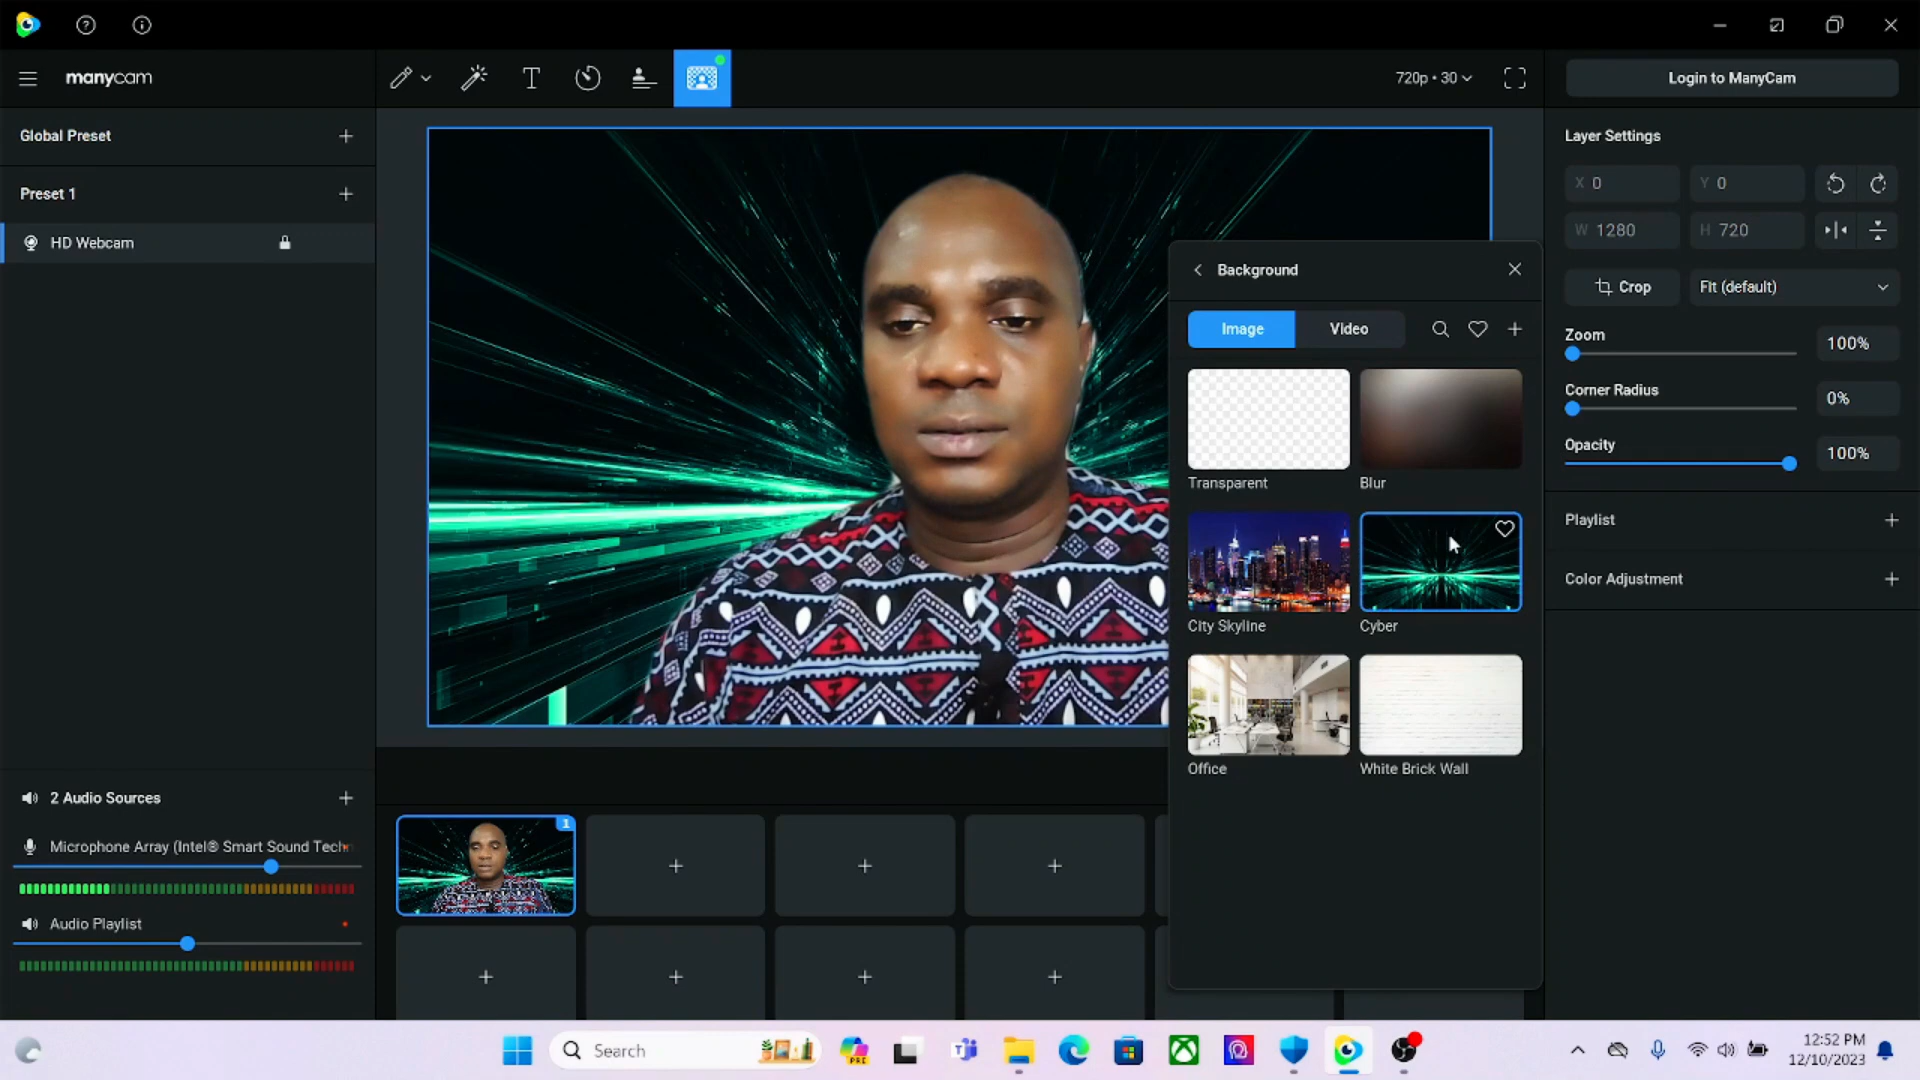 manycam
720p • 30
Login to ManyCam
Global Preset
Preset 1
HD Webcam
Layer Settings
X 0
Y 0
W 1280
H 720
Crop
Fit (default)
Zoom
100%
Corner Radius
0%
Opacity
100%
Playlist
Color Adjustment
Background
Image
Video
Transparent
Blur
City Skyline
Cyber
Office
White Brick Wall
2 Audio Sources
Microphone Array (Intel® Smart Sound Techn
Audio Playlist
1
Search
PRE
12:52 PM
12/10/2023